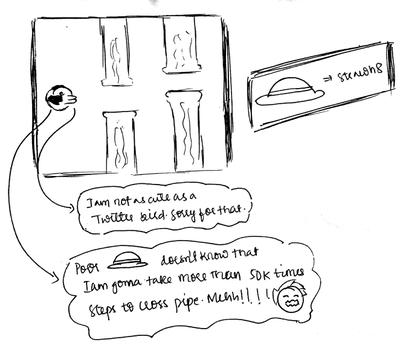 I am not as cute as a
Twitter bird. Sorry for that.
Poor doesn't know that
I am gonna take more than 50K times
steps to cross pipe. Muhh!!!!